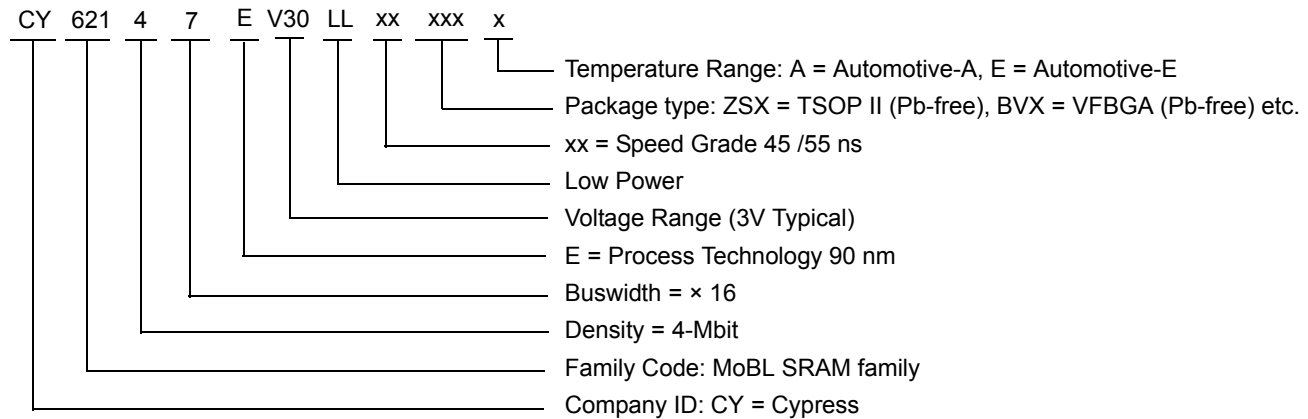 CY 621 4 7 E V30 LL xx xxx x
Temperature Range: A = Automotive-A, E = Automotive-E
Package type: ZSX = TSOP II (Pb-free), BVX = VFBGA (Pb-free) etc.
xx = Speed Grade 45 /55 ns
Low Power
Voltage Range (3V Typical)
E = Process Technology 90 nm
Buswidth = × 16
Density = 4-Mbit
Family Code: MoBL SRAM family
Company ID: CY = Cypress